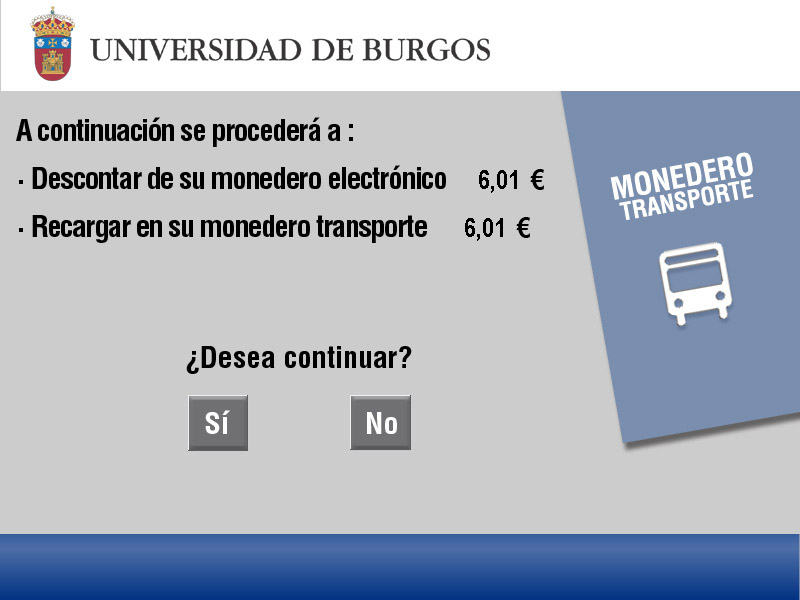 UNIVERSIDAD DE BURGOS
A continuación se procederá a :
· Descontar de su monedero electrónico 6,01 €
· Recargar en su monedero transporte 6,01 €
MONEDERO
TRANSPORTE
¿Desea continuar?
Sí No